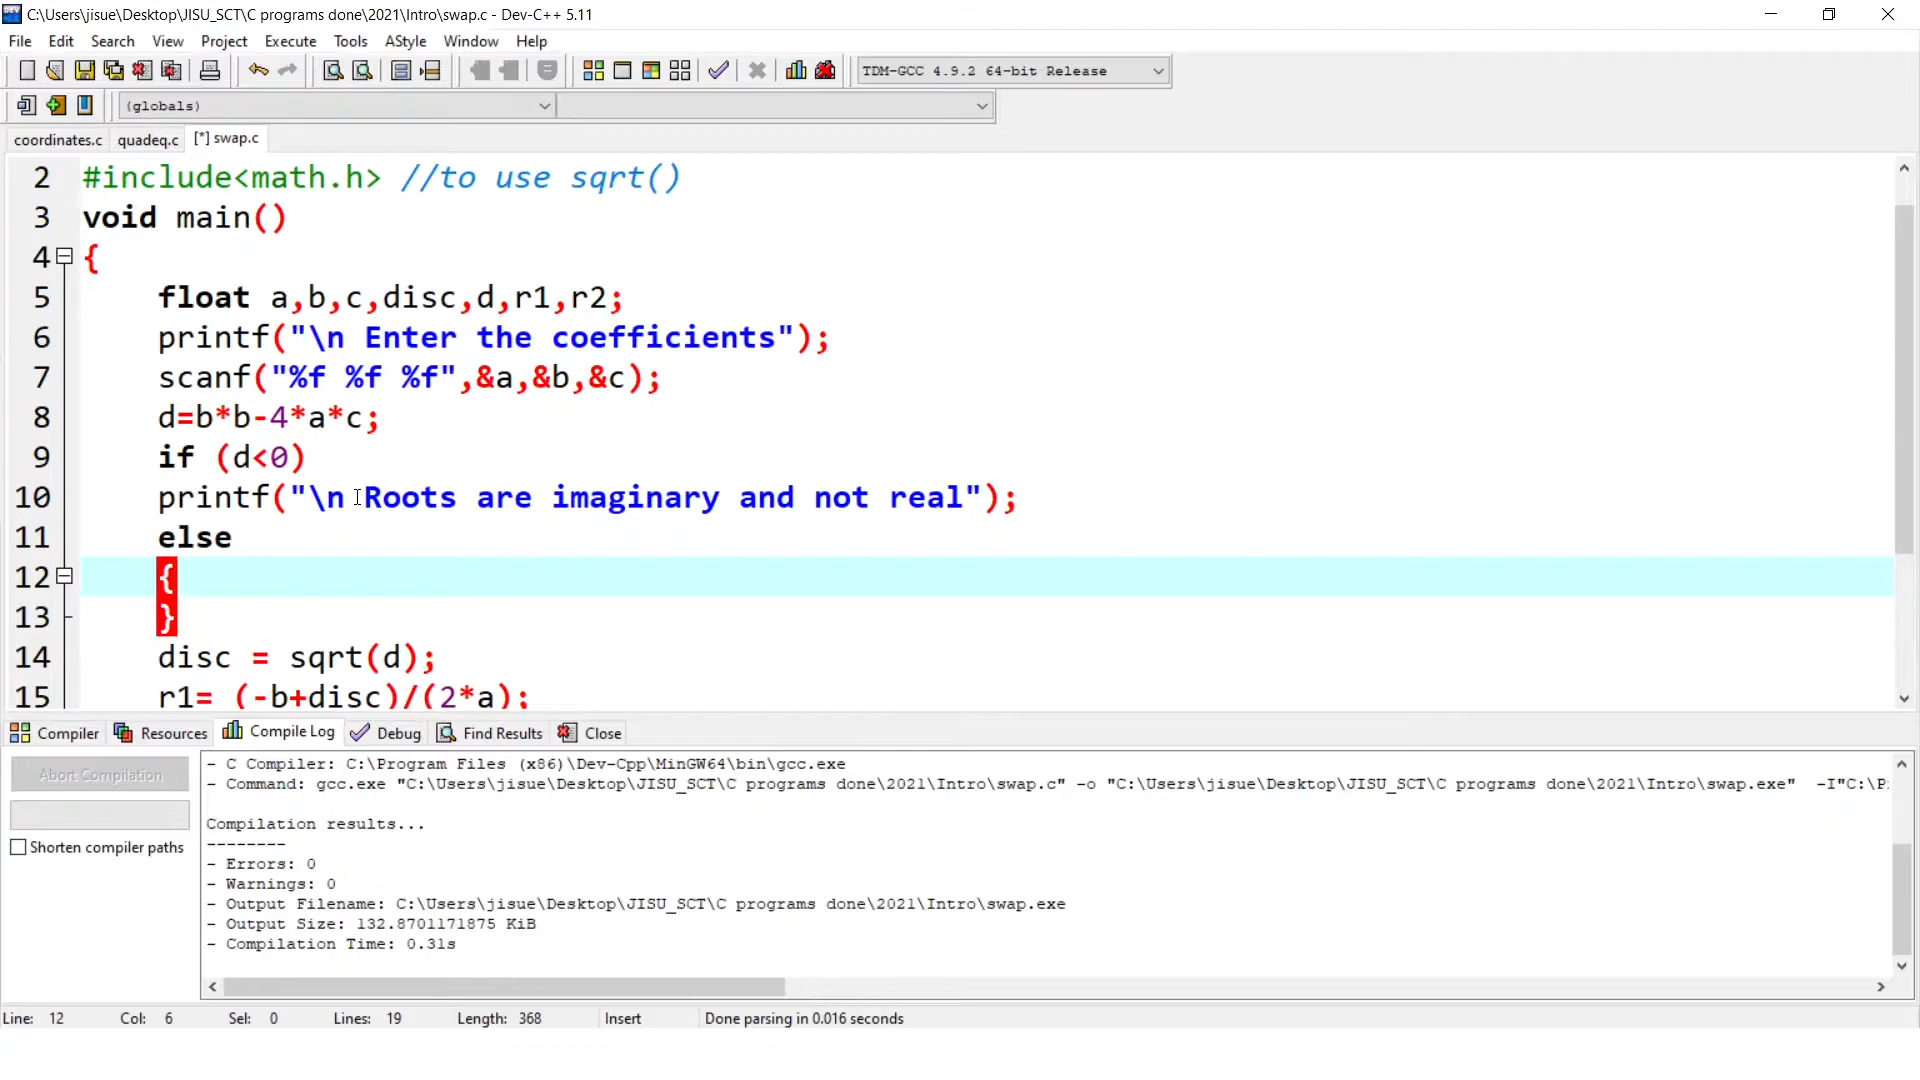 C:\Users\jisue\Desktop\JISU_SCT\C programs done\2021\Intro\swap.c - Dev-C++ 5.11
File Edit Search View Project Execute Tools AStyle Window Help
TDM-GCC 4.9.2 64-bit Release
(globals)
coordinates.c quadeq.c [*] swap.c
2 #include<math.h> //to use sqrt()
3 void main()
4 {
5 float a,b,c,disc,d,r1,r2;
6 printf("\n Enter the coefficients");
7 scanf("%f %f %f",&a,&b,&c);
8 d=b*b-4*a*c;
9 if (d<0)
10 printf("\n Roots are imaginary and not real");
11 else
12 {
13 }
14 disc = sqrt(d);
15 r1= (-b+disc)/(2*a);
Compiler Resources Compile Log Debug Find Results Close
Abort Compilation
Shorten compiler paths
- C Compiler: C:\Program Files (x86)\Dev-Cpp\MinGW64\bin\gcc.exe
- Command: gcc.exe "C:\Users\jisue\Desktop\JISU_SCT\C programs done\2021\Intro\swap.c" -o "C:\Users\jisue\Desktop\JISU_SCT\C programs done\2021\Intro\swap.exe" -I"C:\P
Compilation results...
--------
- Errors: 0
- Warnings: 0
- Output Filename: C:\Users\jisue\Desktop\JISU_SCT\C programs done\2021\Intro\swap.exe
- Output Size: 132.8701171875 KiB
- Compilation Time: 0.31s
Line: 12 Col: 6 Sel: 0 Lines: 19 Length: 368 Insert Done parsing in 0.016 seconds